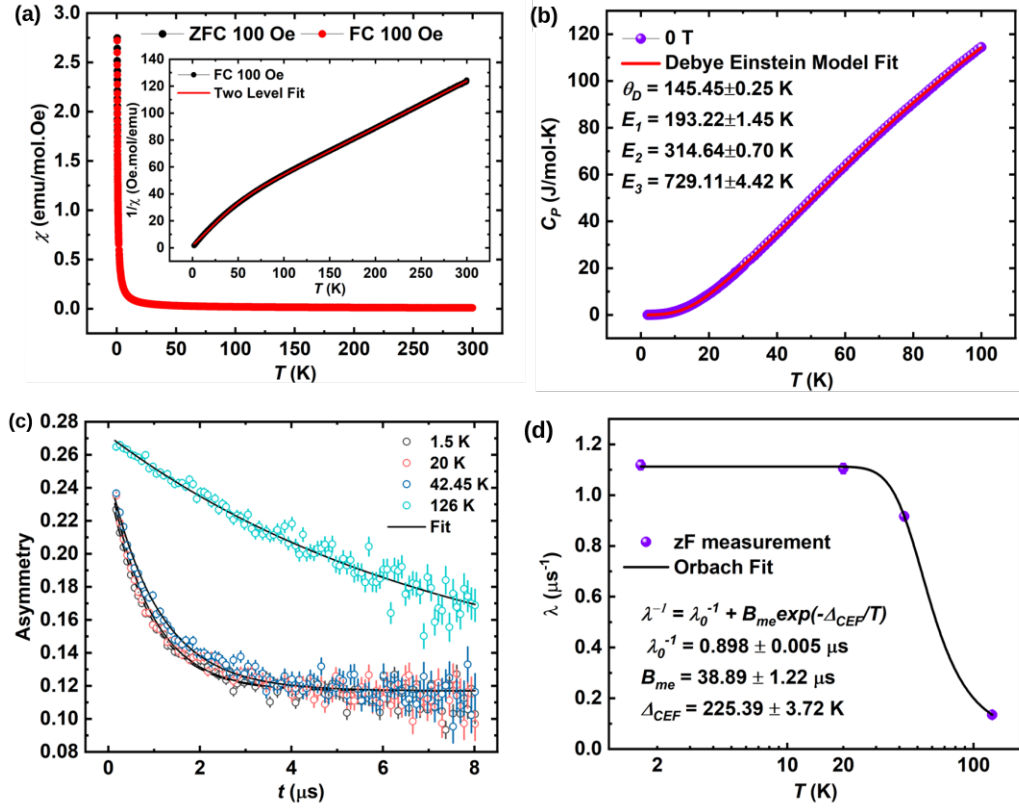 (a)
ZFC 100 Oe FC 100 Oe
3.0
2.5
2.0
1.5
1.0
0.5
0.0
χ (emu/mol.Oe)
0 50 100 150 200 250 300
T (K)
FC 100 Oe
Two Level Fit
140
120
100
80
60
40
20
0
1/χ (Oe.mol/emu)
0 50 100 150 200 250 300
T (K)
(b)
0 T
Debye Einstein Model Fit
θD = 145.45±0.25 K
E1 = 193.22±1.45 K
E2 = 314.64±0.70 K
E3 = 729.11±4.42 K
120
100
80
60
40
20
0
CP (J/mol-K)
0 20 40 60 80 100
T (K)
(c)
1.5 K
20 K
42.45 K
126 K
Fit
0.28
0.26
0.24
0.22
0.20
0.18
0.16
0.14
0.12
0.10
0.08
Asymmetry
0 2 4 6 8
t (μs)
(d)
1.2
1.0
0.8
0.6
0.4
0.2
0.0
λ (μs⁻¹)
zF measurement
Orbach Fit
λ⁻ᴵ = λ₀⁻¹ + Bme exp(-ΔCEF/T)
λ₀⁻¹ = 0.898 ± 0.005 μs
Bme = 38.89 ± 1.22 μs
ΔCEF = 225.39 ± 3.72 K
2 10 20 100
T (K)